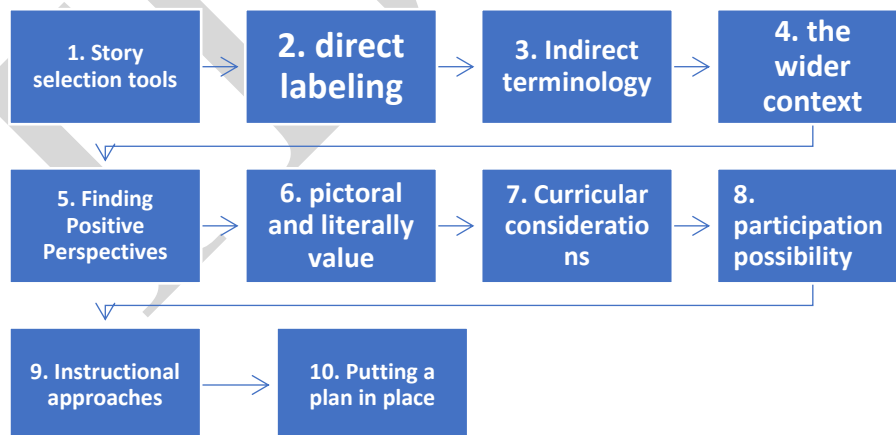 1. Story
selection tools
2. direct
labeling
3. Indirect
terminology
4. the
wider
context
5. Finding
Positive
Perspectives
6. pictoral
and literally
value
7. Curricular
consideratio
ns
8.
participation
possibility
9. Instructional
approaches
10. Putting a
plan in place